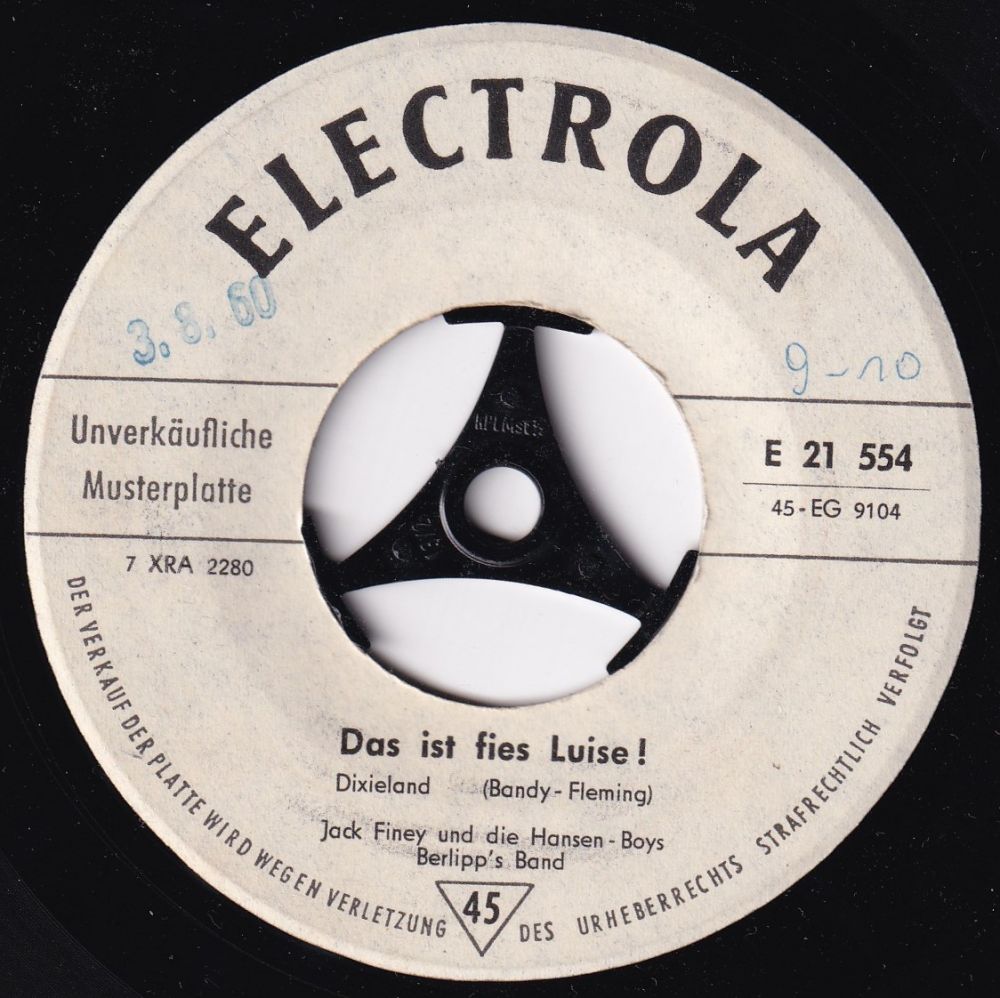 ELECTROLA
3. 8. 60
9-10
Unverkäufliche
Musterplatte
E 21 554
45-EG 9104
7 XRA 2280
Das ist fies Luise!
Dixieland (Bandy-Fleming)
Jack Finey und die Hansen-Boys
Berlipp's Band
45
DER VERKAUF DER PLATTE WIRD WEGEN VERLETZUNG DES URHEBERRECHTS STRAFRECHTLICH VERFOLGT